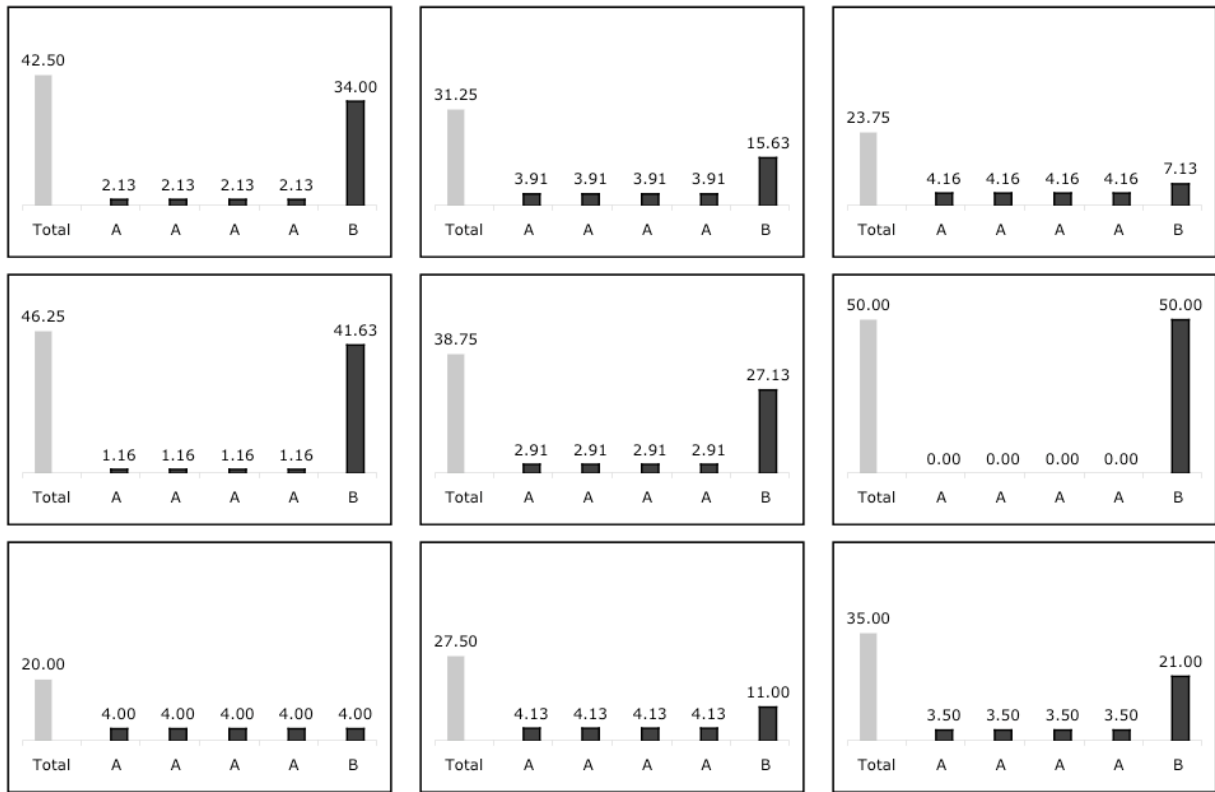 42.50
34.00
2.13 2.13 2.13 2.13
Total A A A A B
31.25
15.63
3.91 3.91 3.91 3.91
Total A A A A B
23.75
4.16 4.16 4.16 4.16 7.13
Total A A A A B
46.25
41.63
1.16 1.16 1.16 1.16
Total A A A A B
38.75
27.13
2.91 2.91 2.91 2.91
Total A A A A B
50.00 50.00
0.00 0.00 0.00 0.00
Total A A A A B
20.00
4.00 4.00 4.00 4.00 4.00
Total A A A A B
27.50
11.00
4.13 4.13 4.13 4.13
Total A A A A B
35.00
21.00
3.50 3.50 3.50 3.50
Total A A A A B